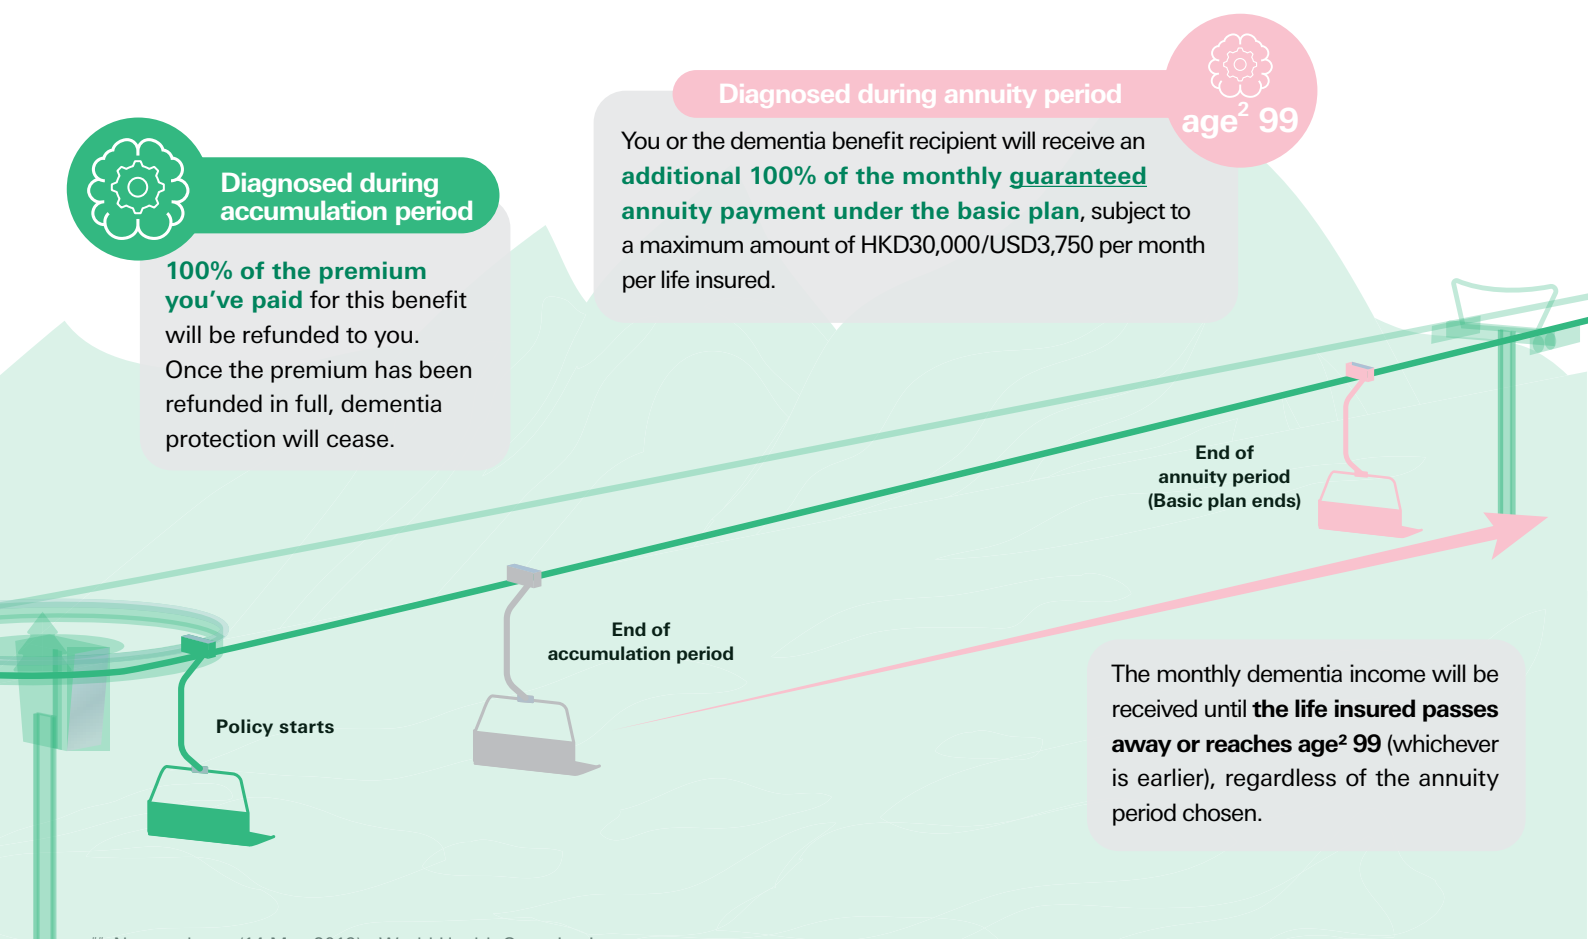 Diagnosed during annuity period
age² 99
You or the dementia benefit recipient will receive an
additional 100% of the monthly guaranteed
annuity payment under the basic plan, subject to
a maximum amount of HKD30,000/USD3,750 per month
per life insured.
Diagnosed during
accumulation period
100% of the premium
you've paid for this benefit
will be refunded to you.
Once the premium has been
refunded in full, dementia
protection will cease.
End of
annuity period
(Basic plan ends)
End of
accumulation period
Policy starts
The monthly dementia income will be
received until the life insured passes
away or reaches age² 99 (whichever
is earlier), regardless of the annuity
period chosen.